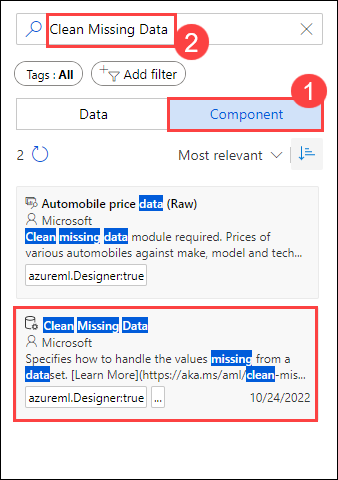 Clean Missing Data
2
Tags : All
Add filter
1
Data
Component
2
Most relevant
Automobile price data (Raw)
Microsoft
Clean missing data module required. Prices of
various automobiles against make, model and tech...
azureml.Designer:true
Clean Missing Data
Microsoft
Specifies how to handle the values missing from a
dataset. [Learn More](https://aka.ms/aml/clean-mis...
azureml.Designer:true ... 10/24/2022